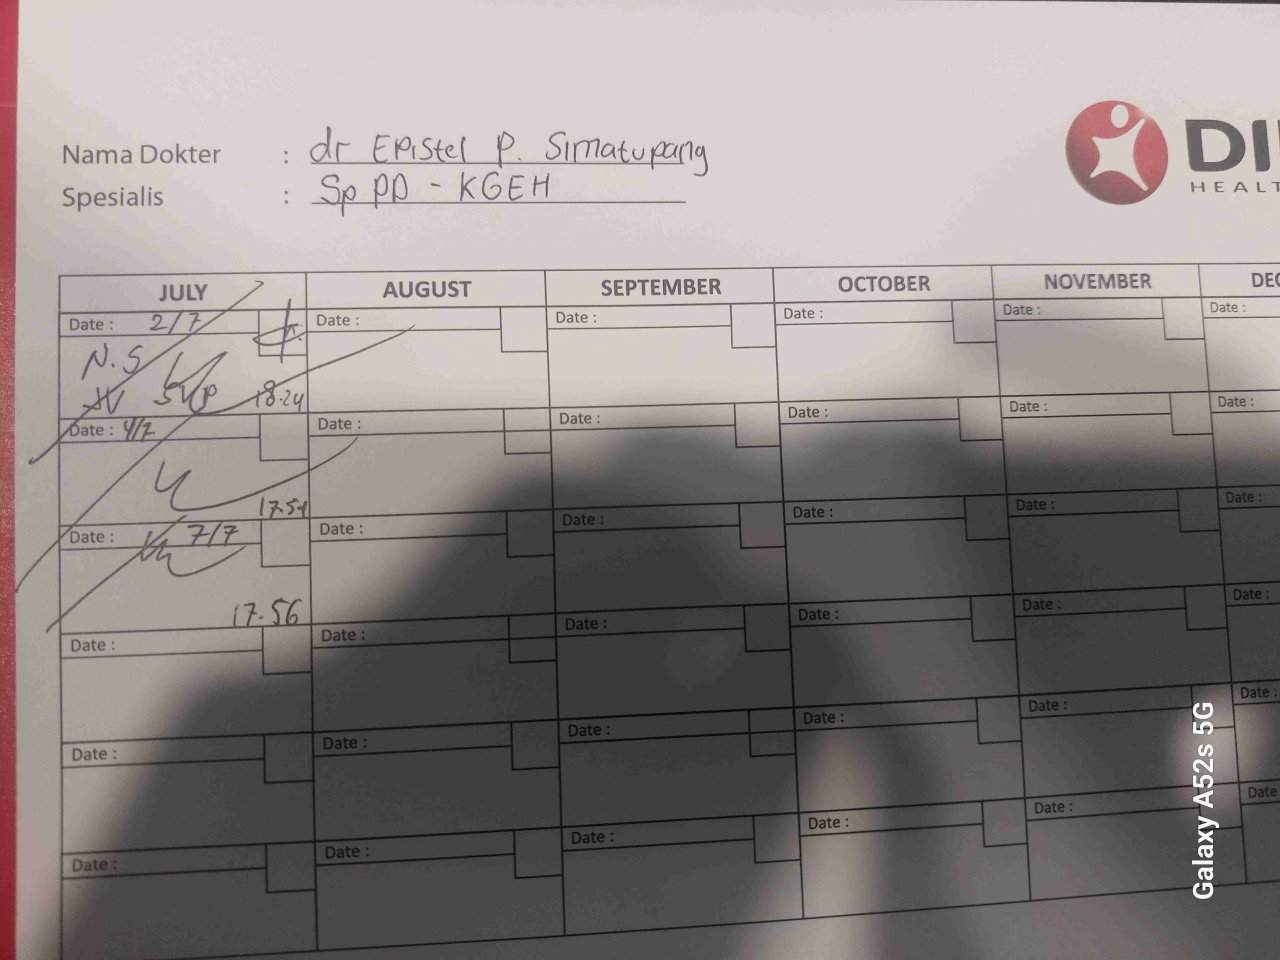 Nama Dokter : dr Epistel P. Simatupang
Spesialis : Sp PD - KGEH
DI
HEALT
JULY AUGUST SEPTEMBER OCTOBER NOVEMBER DEC
Date : 2/7 Date : Date : Date : Date : Date :
N.S
18.24
Date : 4/7 Date : Date : Date : Date : Date :
17.51
Date : 7/7 Date : Date : Date : Date : Date :
17.56
Date : Date : Date : Date : Date : Date :
Date : Date : Date : Date : Date : Date :
Date : Date : Date : Date : Date : Date
Galaxy A52s 5G